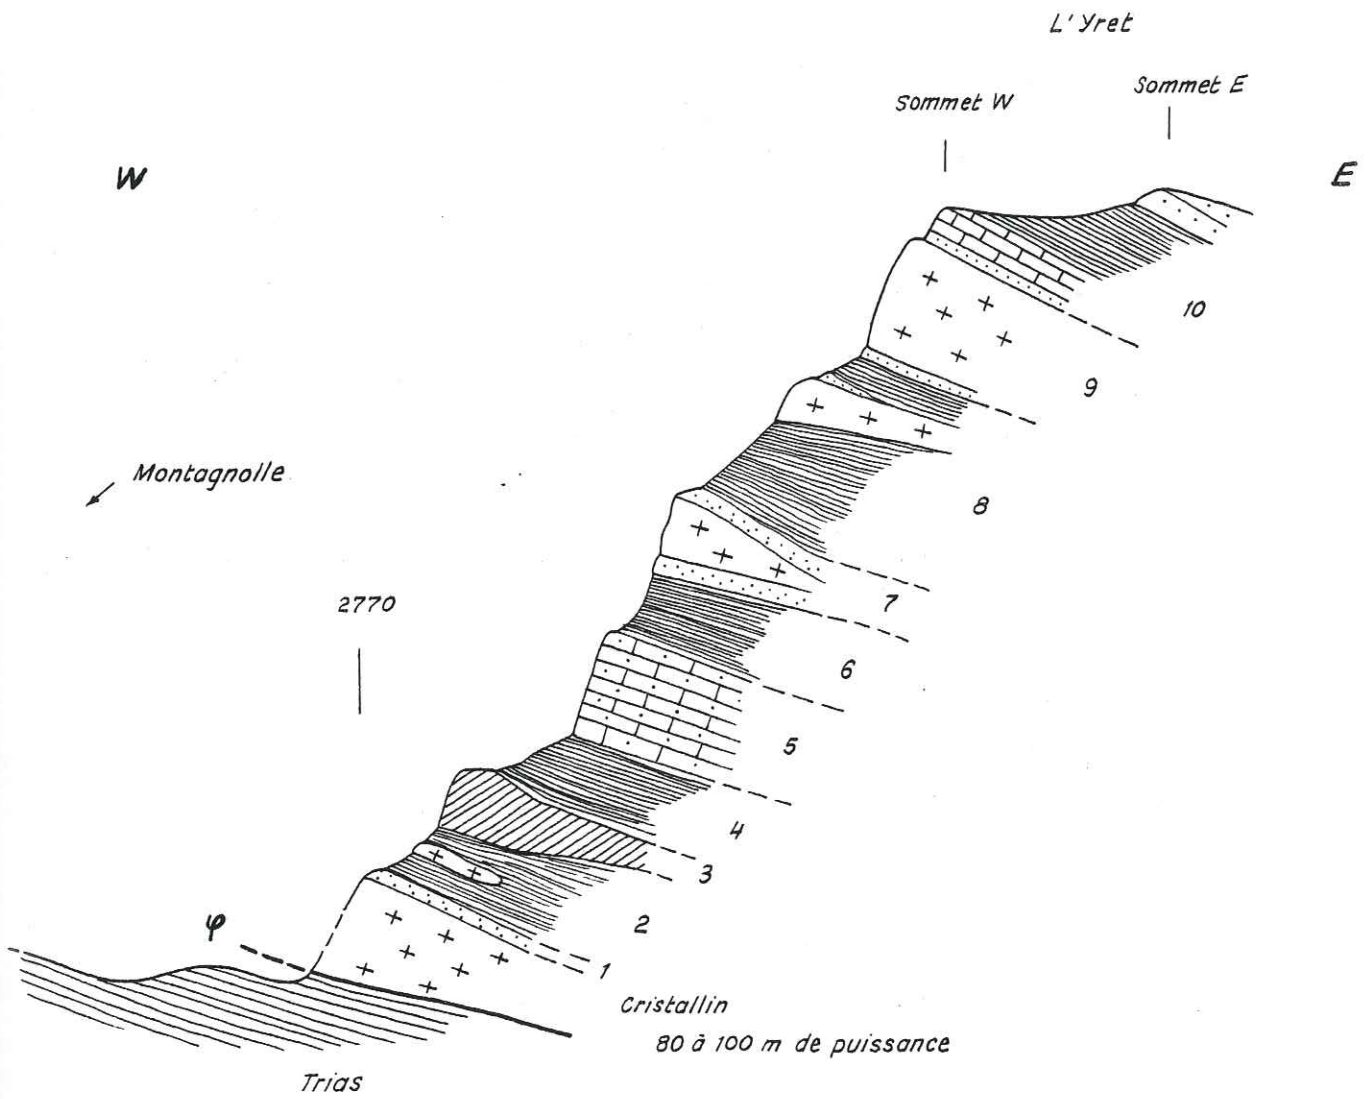 L'Yret
Sommet W
Sommet E
W
E
10
9
Montagnolle
8
2770
7
6
5
4
3
φ
2
1
Cristallin
80 à 100 m de puissance
Trias